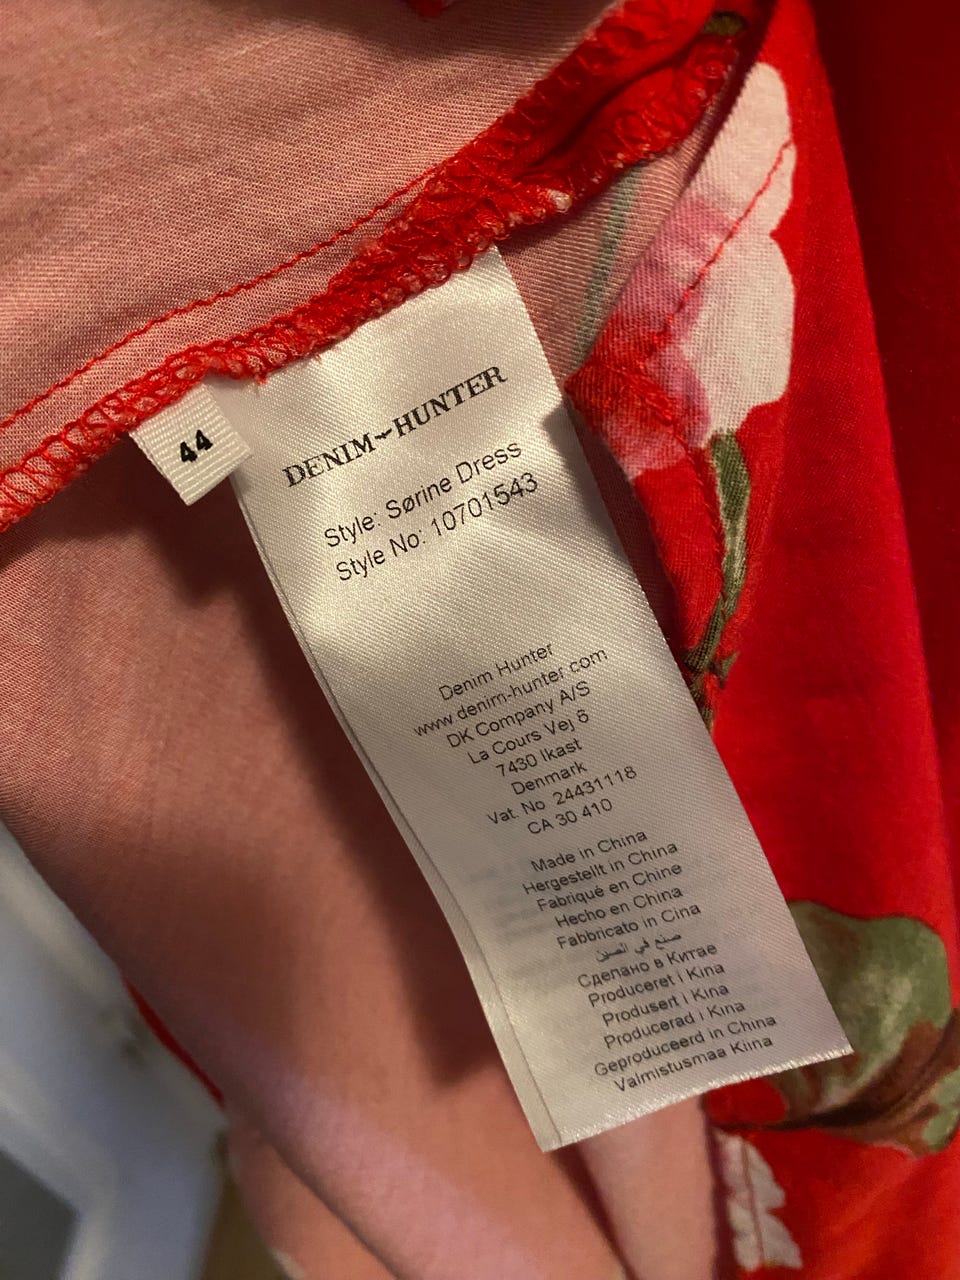 44
DENIM HUNTER
Style: Sørine Dress
Style No: 10701543
Denim Hunter
www.denim-hunter.com
DK Company A/S
La Cours Vej 6
7430 Ikast
Denmark
Vat. No 24431118
CA 30 410
Made in China
Hergestellt in China
Fabriqué en Chine
Hecho en China
Fabbricato in Cina
صنع في الصين
Сделано в Китае
Produceret i Kina
Produsert i Kina
Producerad i Kina
Geproduceerd in China
Valmistusmaa Kiina